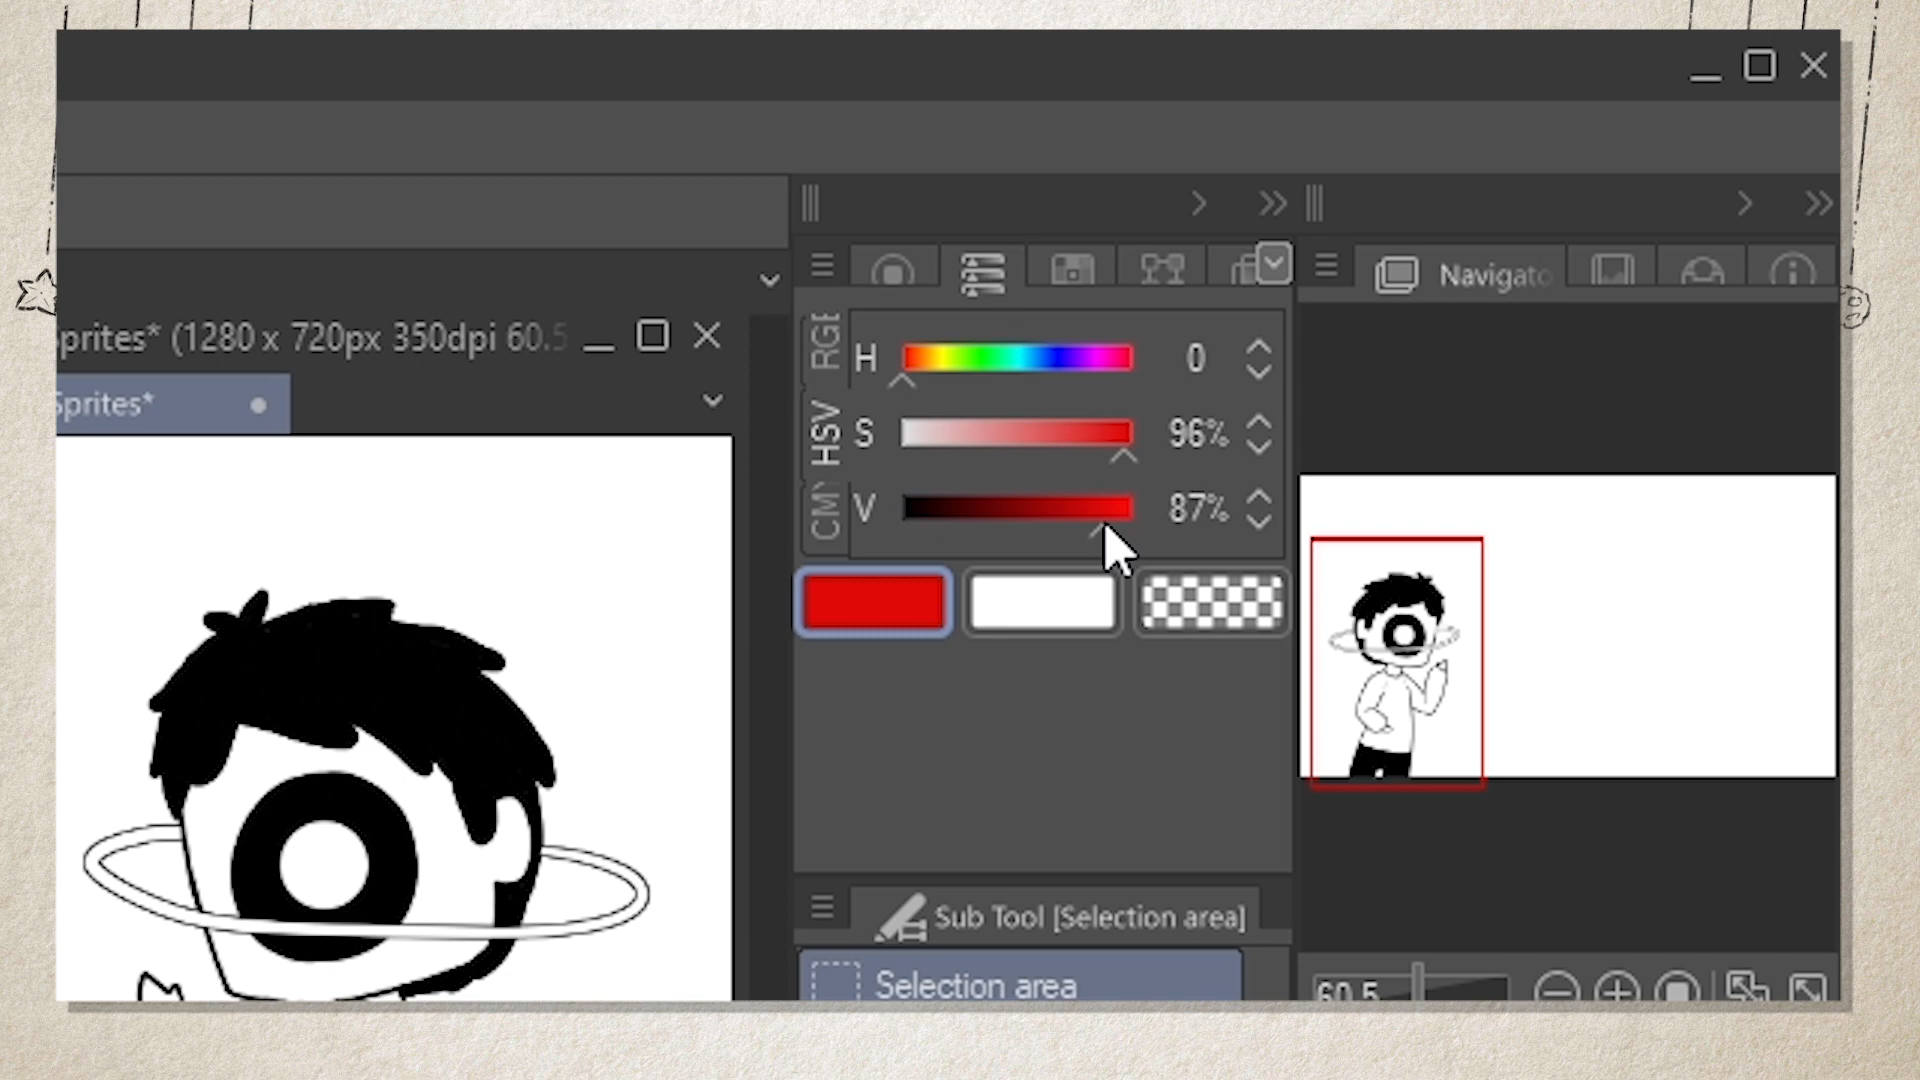 Navigato
Sprites* (1280 x 720px 350dpi 60.5
Sprites*
RGB
HSV
CMY
H 0
S 96%
V 87%
Sub Tool [Selection area]
Selection area
60.5